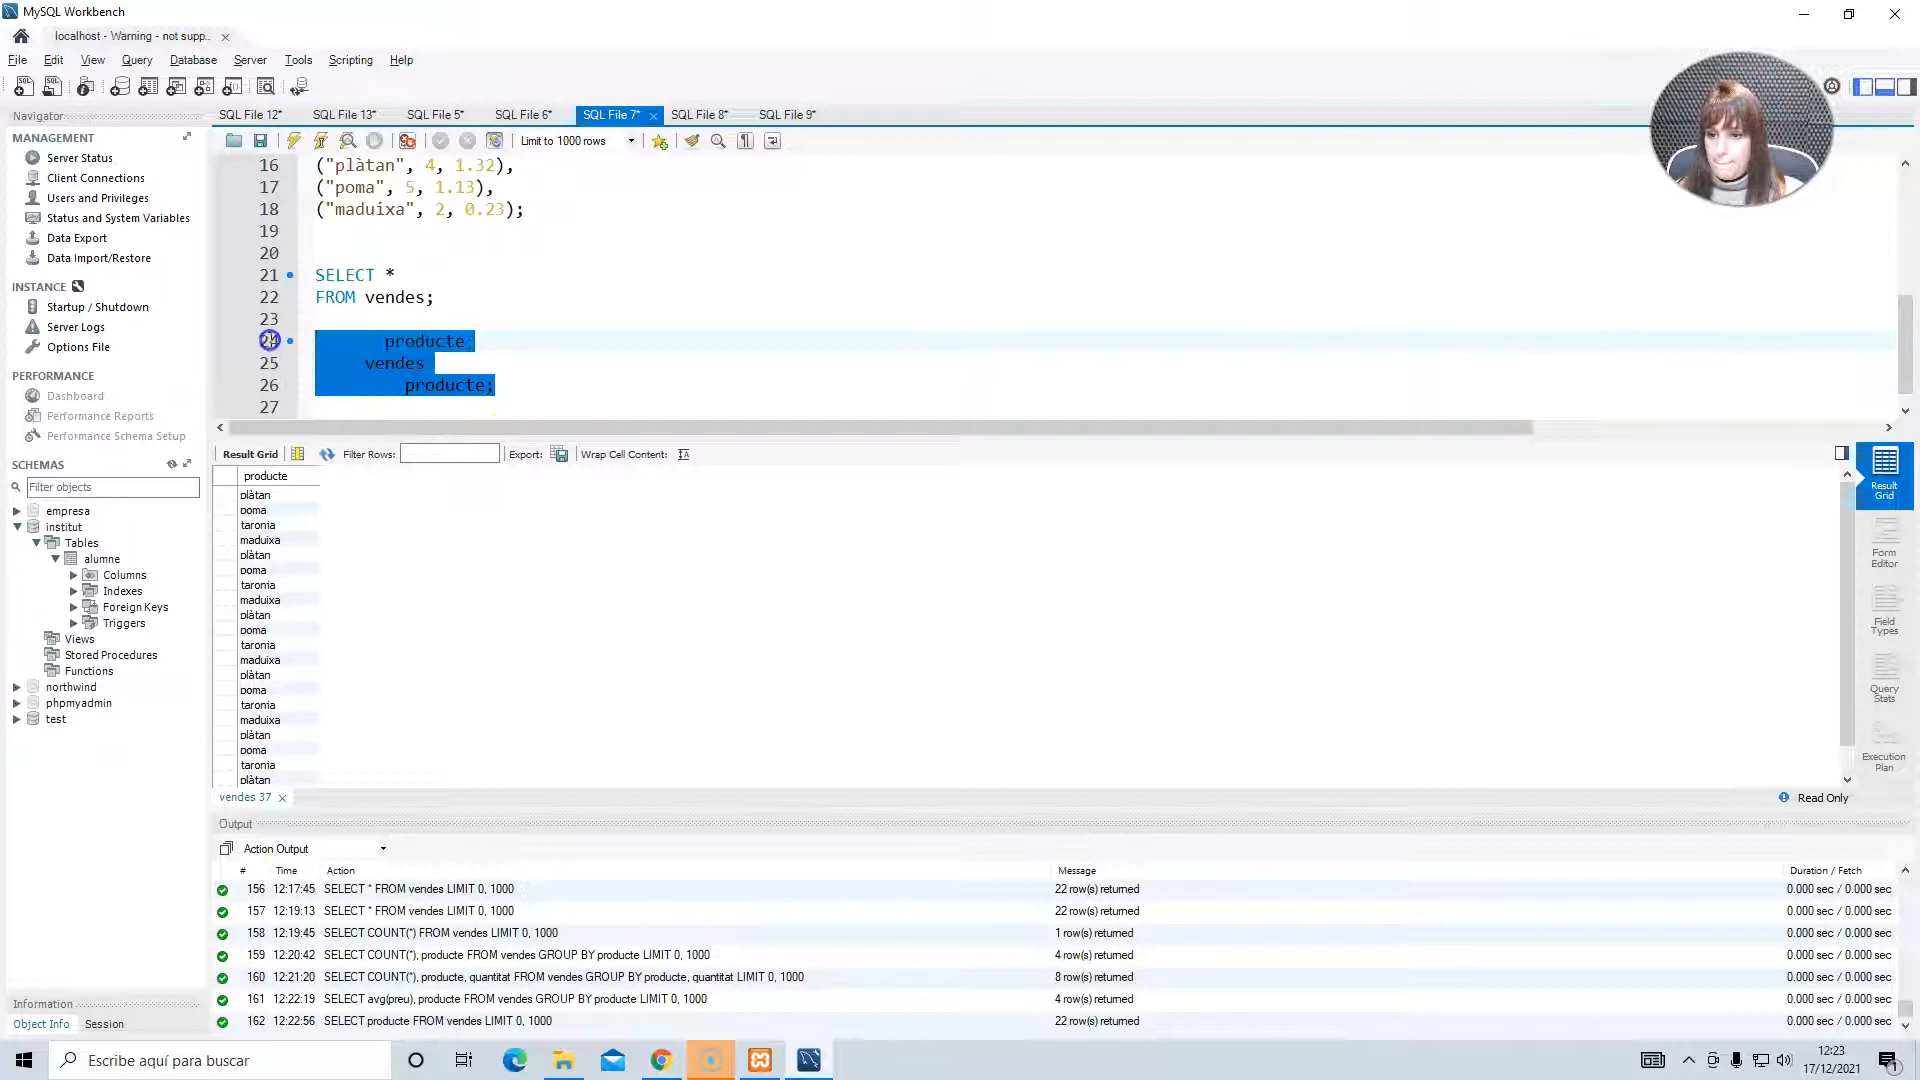 MySQL Workbench
localhost - Warning - not supp...
File Edit View Query Database Server Tools Scripting Help
Navigator
SQL File 12* SQL File 13* SQL File 5* SQL File 6* SQL File 7* SQL File 8* SQL File 9*
Limit to 1000 rows
MANAGEMENT
Server Status
Client Connections
Users and Privileges
Status and System Variables
Data Export
Data Import/Restore
INSTANCE
Startup / Shutdown
Server Logs
Options File
PERFORMANCE
Dashboard
Performance Reports
Performance Schema Setup
SCHEMAS
Filter objects
empresa
institut
Tables
alumne
Columns
Indexes
Foreign Keys
Triggers
Views
Stored Procedures
Functions
northwind
phpmyadmin
test
Information
Object Info Session
16 ("plàtan", 4, 1.32),
17 ("poma", 5, 1.13),
18 ("maduixa", 2, 0.23);
19
20
21 SELECT *
22 FROM vendes;
23
24 producte
25 vendes
26 producte;
27
Result Grid Filter Rows: Export: Wrap Cell Content:
producte
plàtan
poma
taronja
maduixa
plàtan
poma
taronja
maduixa
plàtan
poma
taronja
maduixa
plàtan
poma
taronja
maduixa
plàtan
poma
taronja
plàtan
Result Grid
Form Editor
Field Types
Query Stats
Execution Plan
vendes 37
Read Only
Output
Action Output
# Time Action Message Duration / Fetch
156 12:17:45 SELECT * FROM vendes LIMIT 0, 1000 22 row(s) returned 0.000 sec / 0.000 sec
157 12:19:13 SELECT * FROM vendes LIMIT 0, 1000 22 row(s) returned 0.000 sec / 0.000 sec
158 12:19:45 SELECT COUNT(*) FROM vendes LIMIT 0, 1000 1 row(s) returned 0.000 sec / 0.000 sec
159 12:20:42 SELECT COUNT(*), producte FROM vendes GROUP BY producte LIMIT 0, 1000 4 row(s) returned 0.000 sec / 0.000 sec
160 12:21:20 SELECT COUNT(*), producte, quantitat FROM vendes GROUP BY producte, quantitat LIMIT 0, 1000 8 row(s) returned 0.000 sec / 0.000 sec
161 12:22:19 SELECT avg(preu), producte FROM vendes GROUP BY producte LIMIT 0, 1000 4 row(s) returned 0.000 sec / 0.000 sec
162 12:22:56 SELECT producte FROM vendes LIMIT 0, 1000 22 row(s) returned 0.000 sec / 0.000 sec
Escribe aquí para buscar
12:23
17/12/2021